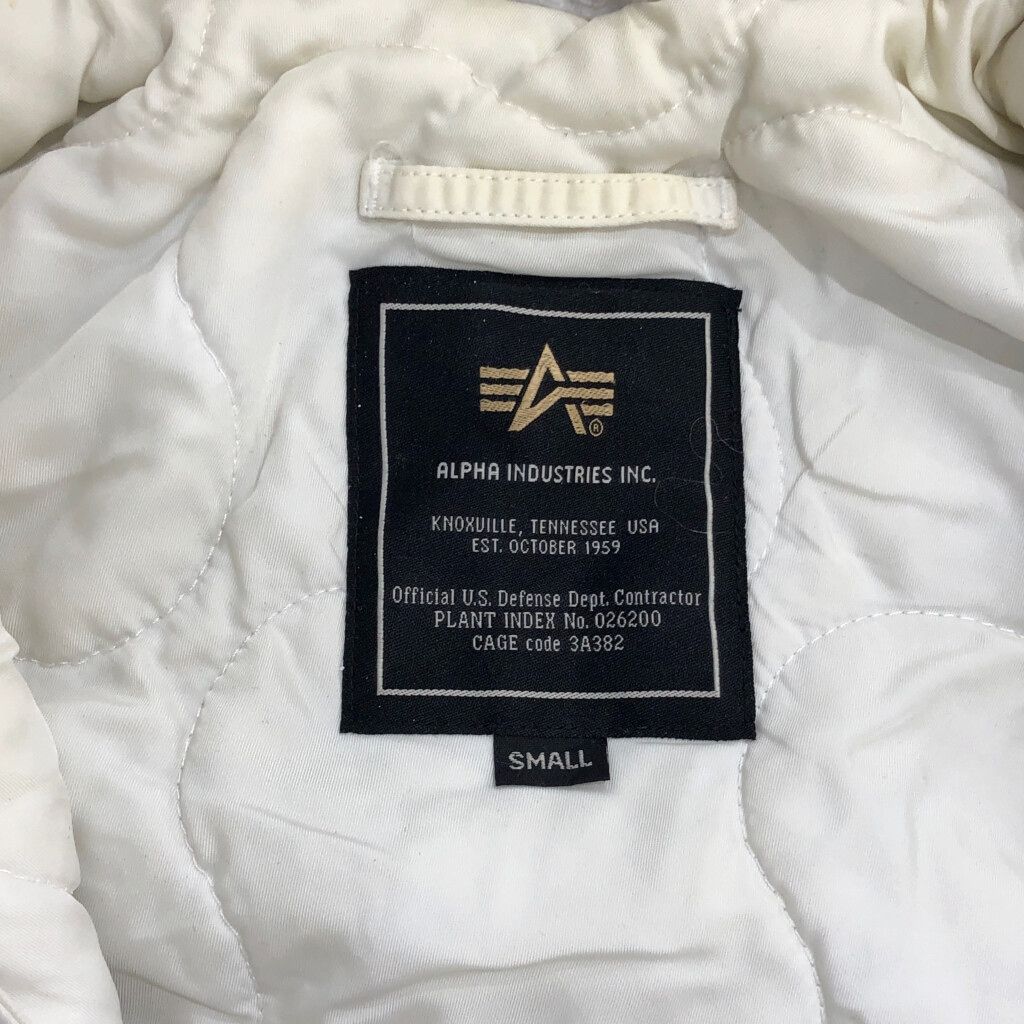 ®
ALPHA INDUSTRIES INC.
KNOXVILLE, TENNESSEE USA
EST. OCTOBER 1959
Official U.S. Defense Dept. Contractor
PLANT INDEX No. 026200
CAGE code 3A382
SMALL